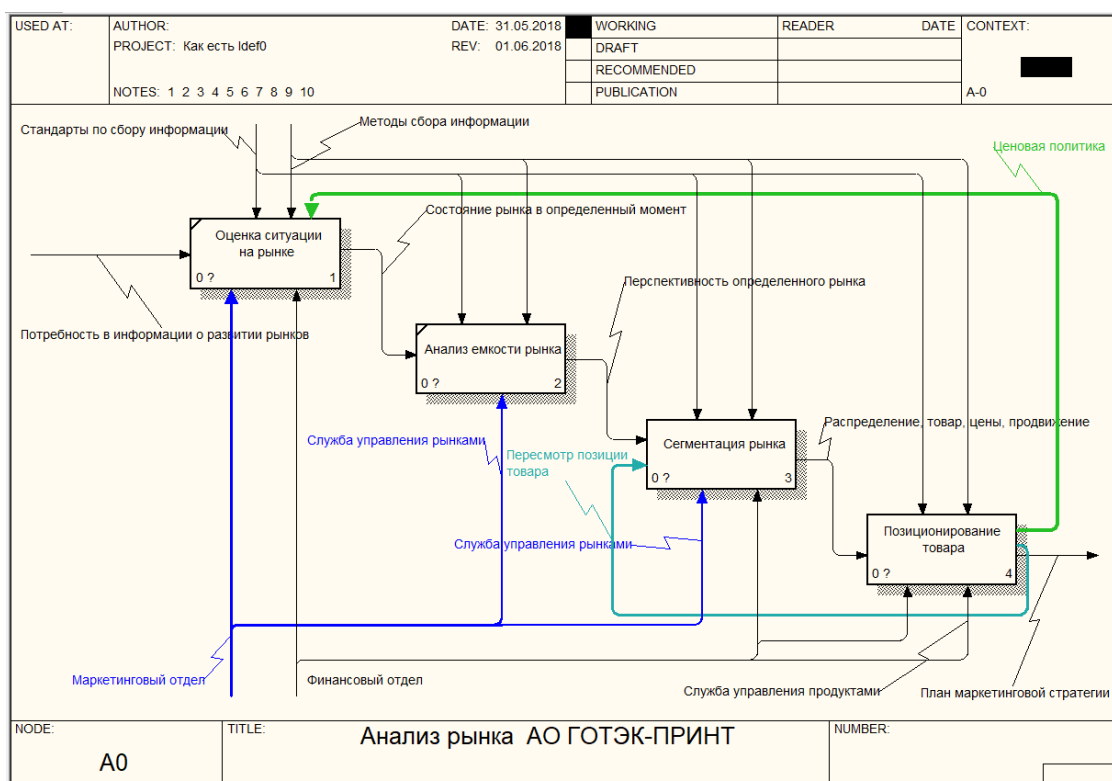 USED AT:
AUTHOR:
DATE: 31.05.2018
WORKING
READER
DATE
CONTEXT:
PROJECT: Как есть Idef0
REV: 01.06.2018
DRAFT
RECOMMENDED
NOTES: 1 2 3 4 5 6 7 8 9 10
PUBLICATION
A-0
Стандарты по сбору информации
Методы сбора информации
Ценовая политика
Состояние рынка в определенный момент
Оценка ситуации
на рынке
0 ?
1
Перспективность определенного рынка
Потребность в информации о развитии рынков
Анализ емкости рынка
0 ?
2
Распределение, товар, цены, продвижение
Служба управления рынками
Сегментация рынка
Пересмотр позиции
товара
0 ?
3
Служба управления рынками
Позиционирование
товара
0 ?
4
Маркетинговый отдел
Финансовый отдел
Служба управления продуктами
План маркетинговой стратегии
NODE:
TITLE:
NUMBER:
Анализ рынка АО ГОТЭК-ПРИНТ
A0